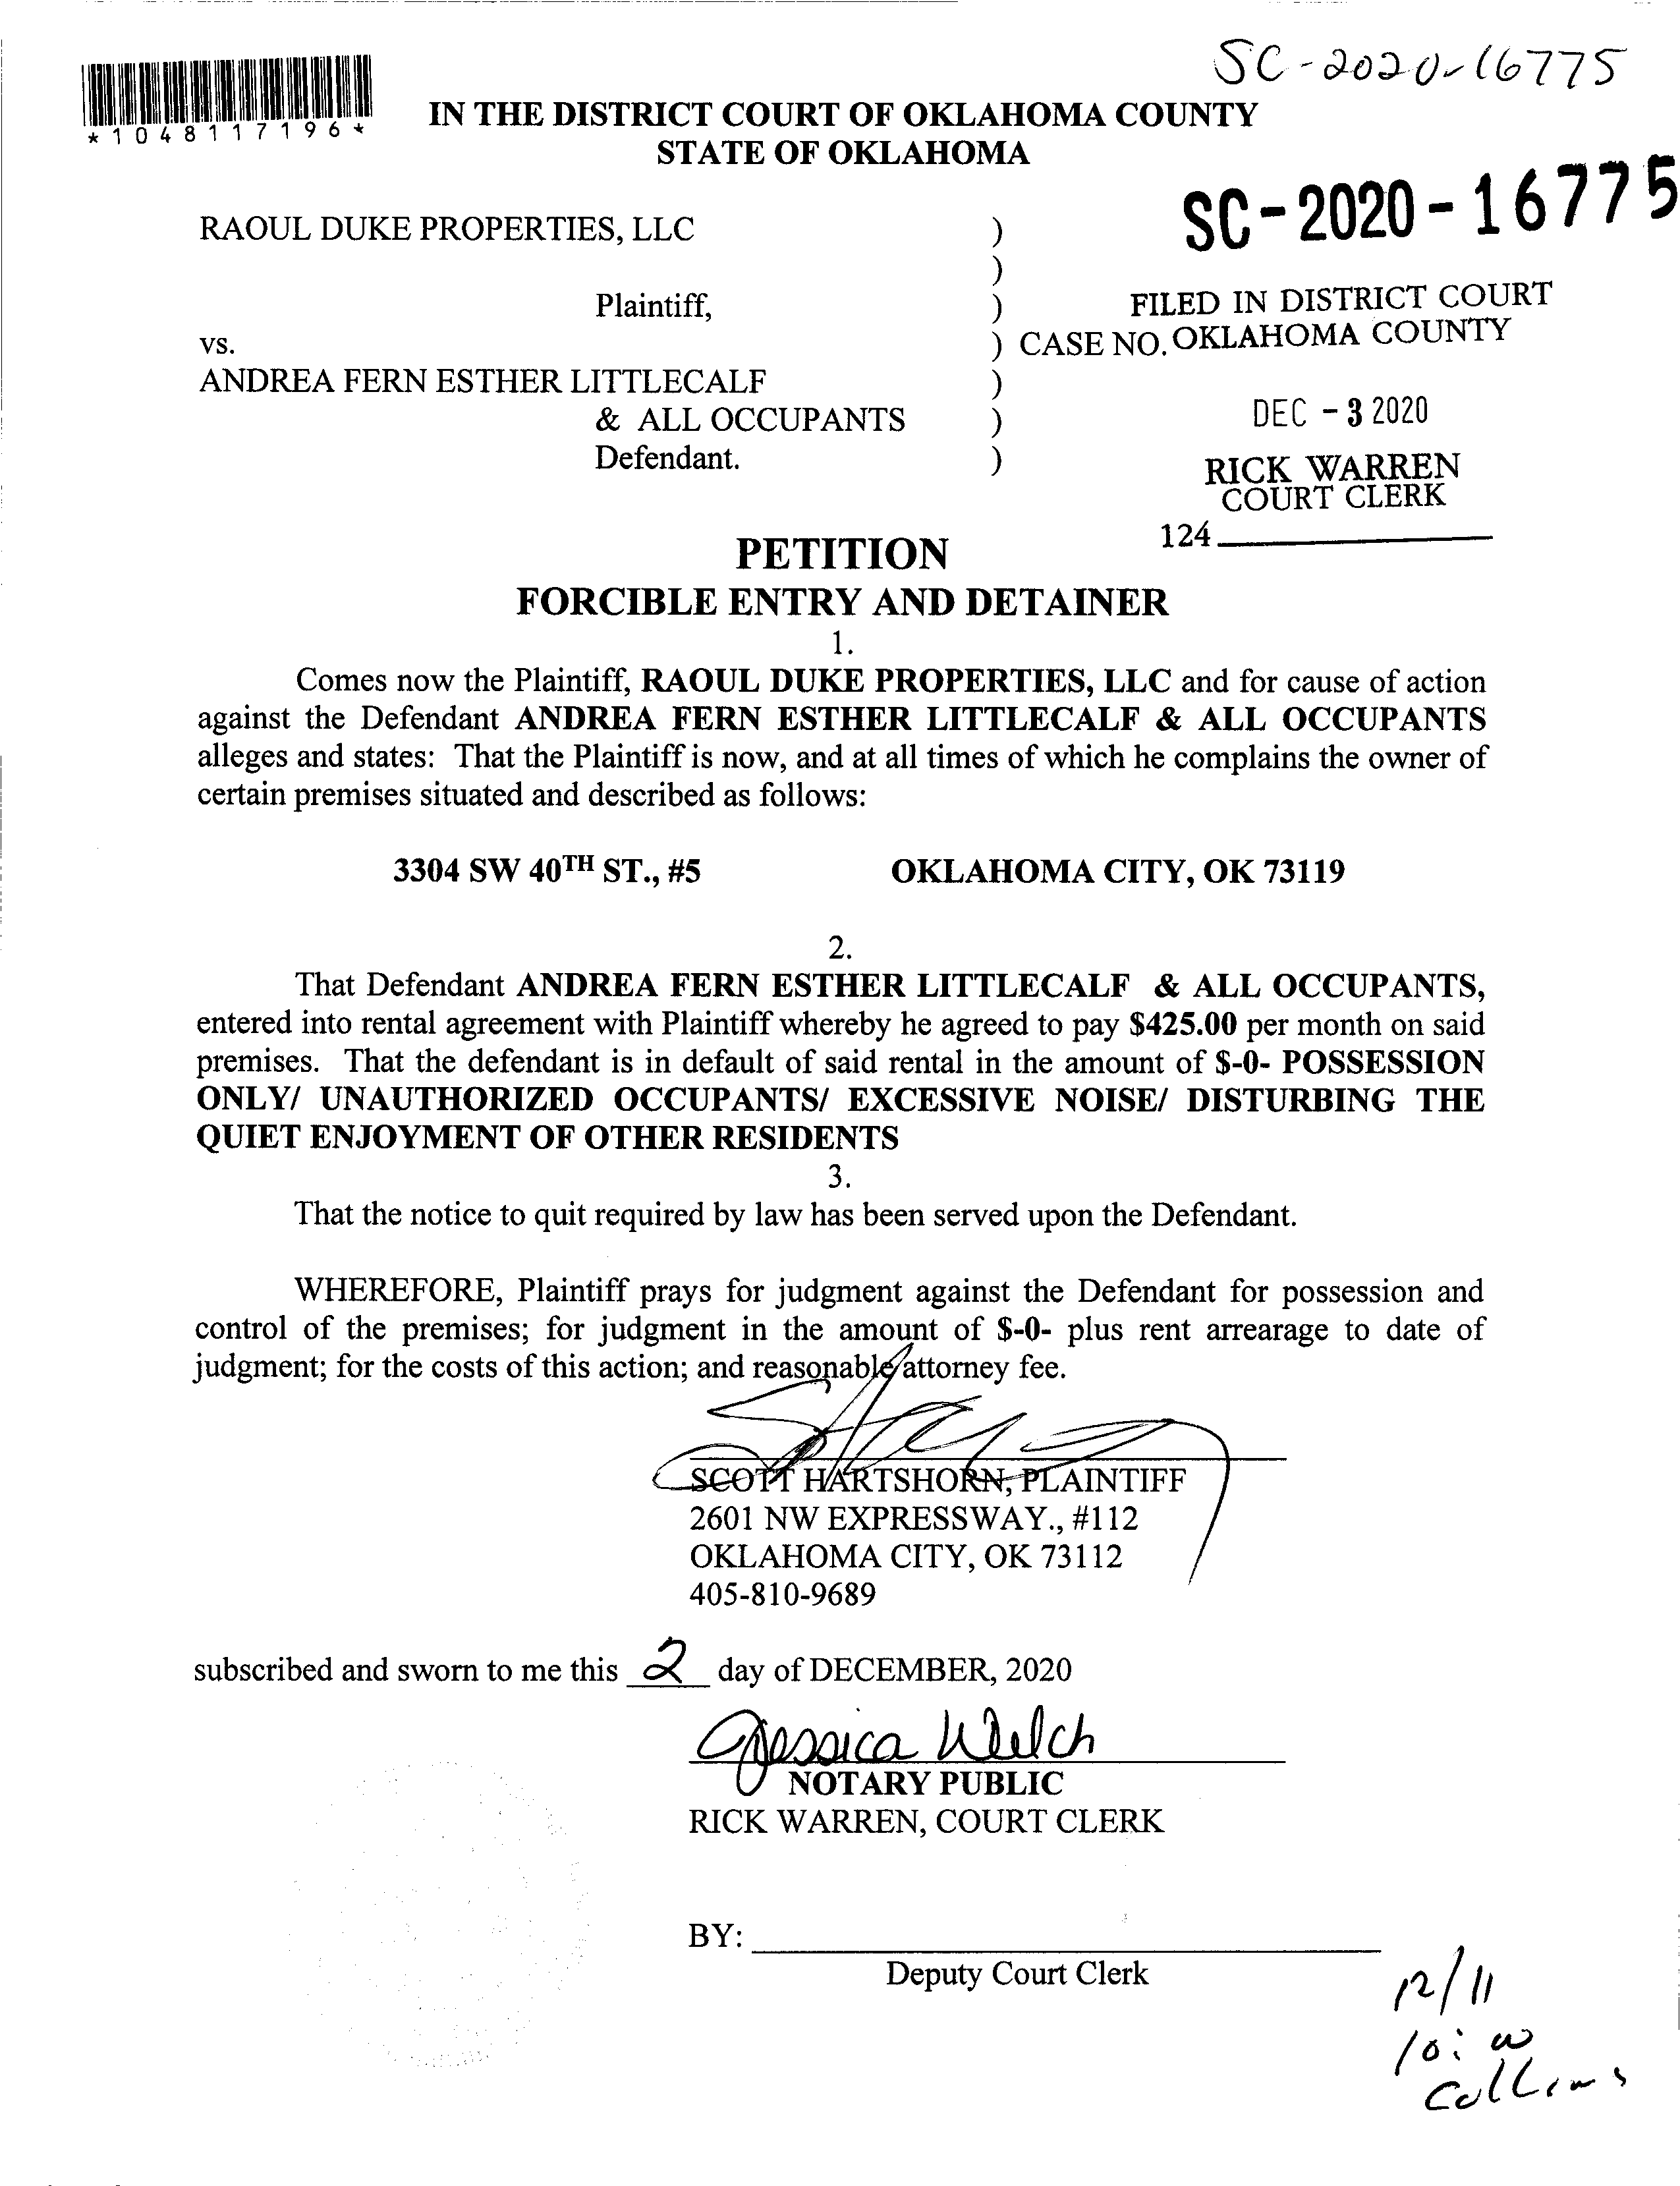 SC-2020-16775
*1048117196*
IN THE DISTRICT COURT OF OKLAHOMA COUNTY
STATE OF OKLAHOMA
SC-2020-16775
RAOUL DUKE PROPERTIES, LLC )
)
Plaintiff, )
FILED IN DISTRICT COURT
vs. ) CASE NO. OKLAHOMA COUNTY
ANDREA FERN ESTHER LITTLECALF )
& ALL OCCUPANTS )
DEC - 3 2020
Defendant. )
RICK WARREN
COURT CLERK
124
PETITION
FORCIBLE ENTRY AND DETAINER
1.
Comes now the Plaintiff, RAOUL DUKE PROPERTIES, LLC and for cause of action
against the Defendant ANDREA FERN ESTHER LITTLECALF & ALL OCCUPANTS
alleges and states: That the Plaintiff is now, and at all times of which he complains the owner of
certain premises situated and described as follows:
3304 SW 40TH ST., #5 OKLAHOMA CITY, OK 73119
2.
That Defendant ANDREA FERN ESTHER LITTLECALF & ALL OCCUPANTS,
entered into rental agreement with Plaintiff whereby he agreed to pay $425.00 per month on said
premises. That the defendant is in default of said rental in the amount of $-0- POSSESSION
ONLY/ UNAUTHORIZED OCCUPANTS/ EXCESSIVE NOISE/ DISTURBING THE
QUIET ENJOYMENT OF OTHER RESIDENTS
3.
That the notice to quit required by law has been served upon the Defendant.
WHEREFORE, Plaintiff prays for judgment against the Defendant for possession and
control of the premises; for judgment in the amount of $-0- plus rent arrearage to date of
judgment; for the costs of this action; and reasonable attorney fee.
SCOTT HARTSHORN, PLAINTIFF
2601 NW EXPRESSWAY., #112
OKLAHOMA CITY, OK 73112
405-810-9689
subscribed and sworn to me this 2 day of DECEMBER, 2020
Jessica Welch
NOTARY PUBLIC
RICK WARREN, COURT CLERK
BY:
Deputy Court Clerk
12/11
10:00
Collins